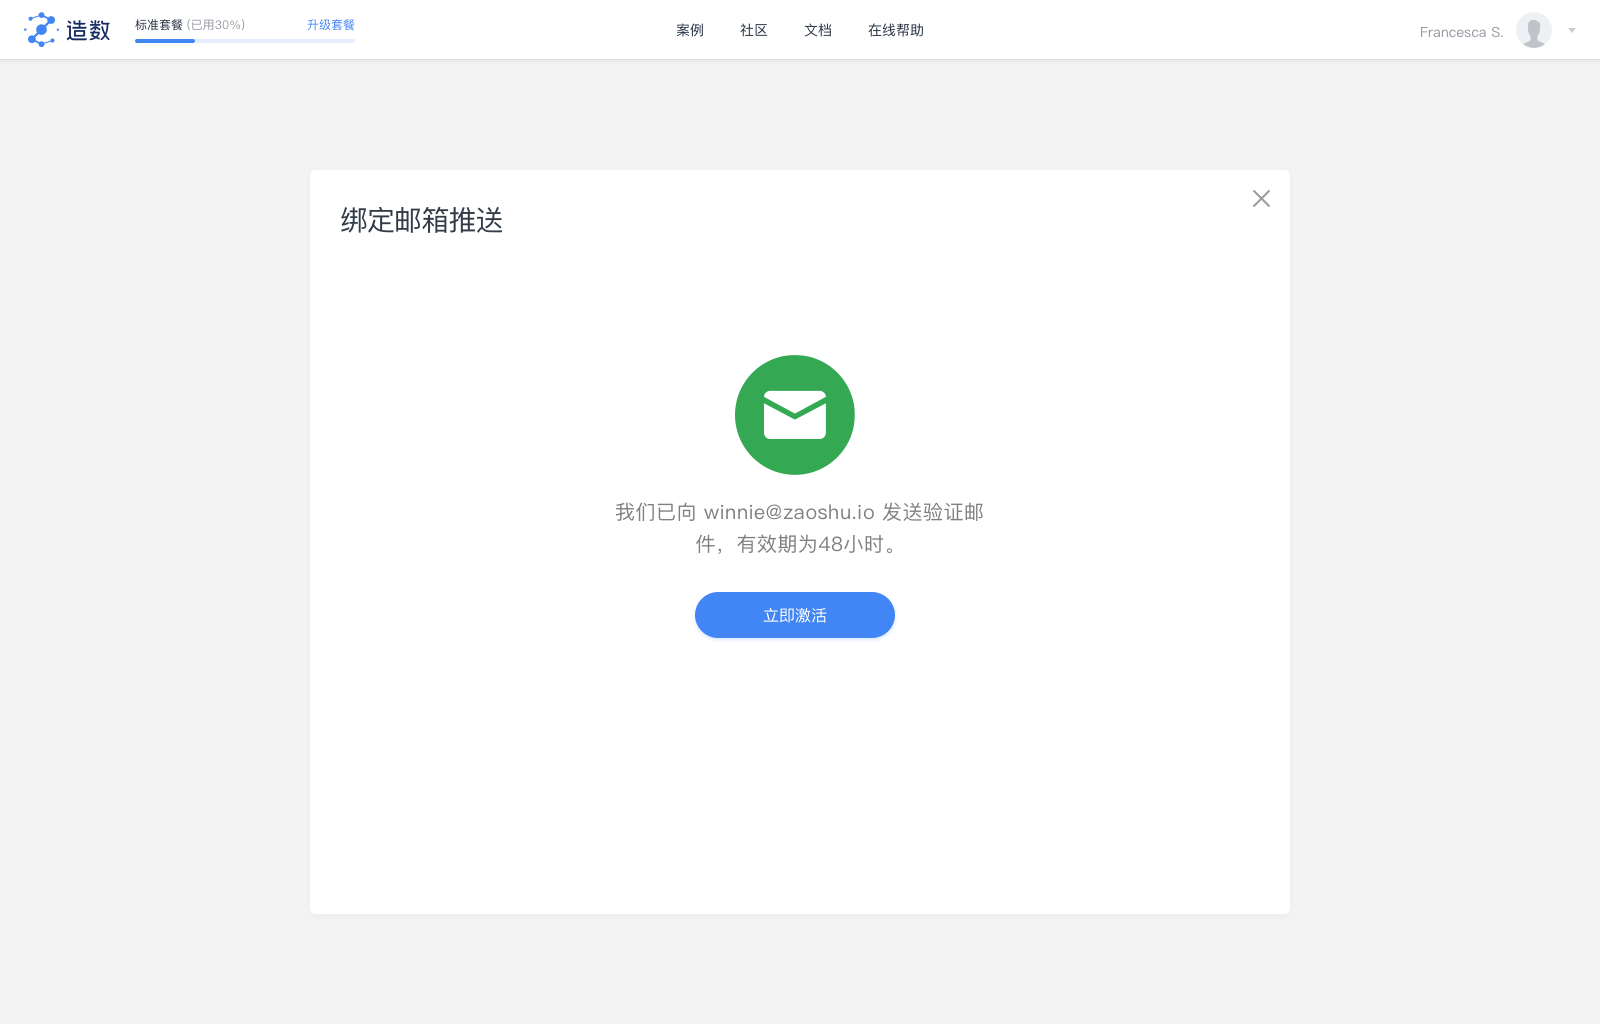 造数
标准套餐 (已用30%)
升级套餐
案例
社区
文档
在线帮助
Francesca S.
绑定邮箱推送
我们已向 winnie@zaoshu.io 发送验证邮
件，有效期为48小时。
立即激活